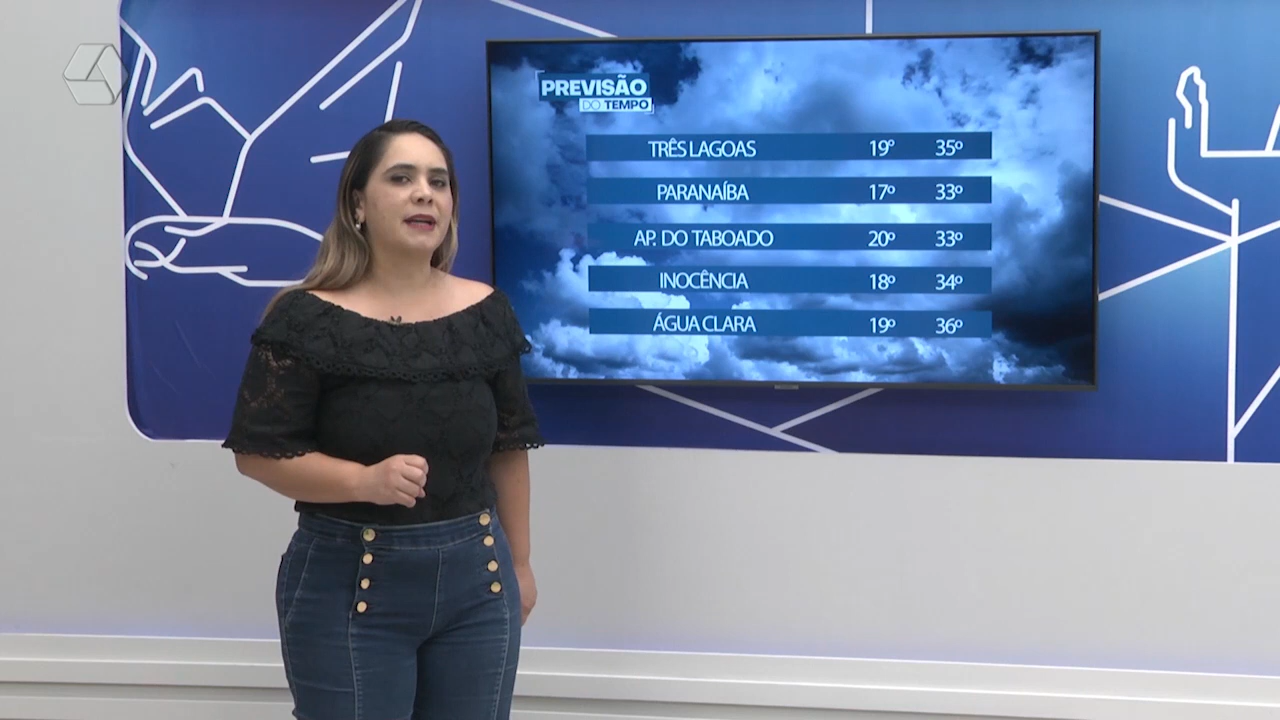 PREVISÃO
DO TEMPO
TRÊS LAGOAS 19° 35º
PARANAÍBA 17º 33º
AP. DO TABOADO 20º 33º
INOCÊNCIA 18º 34º
ÁGUA CLARA 19º 36º